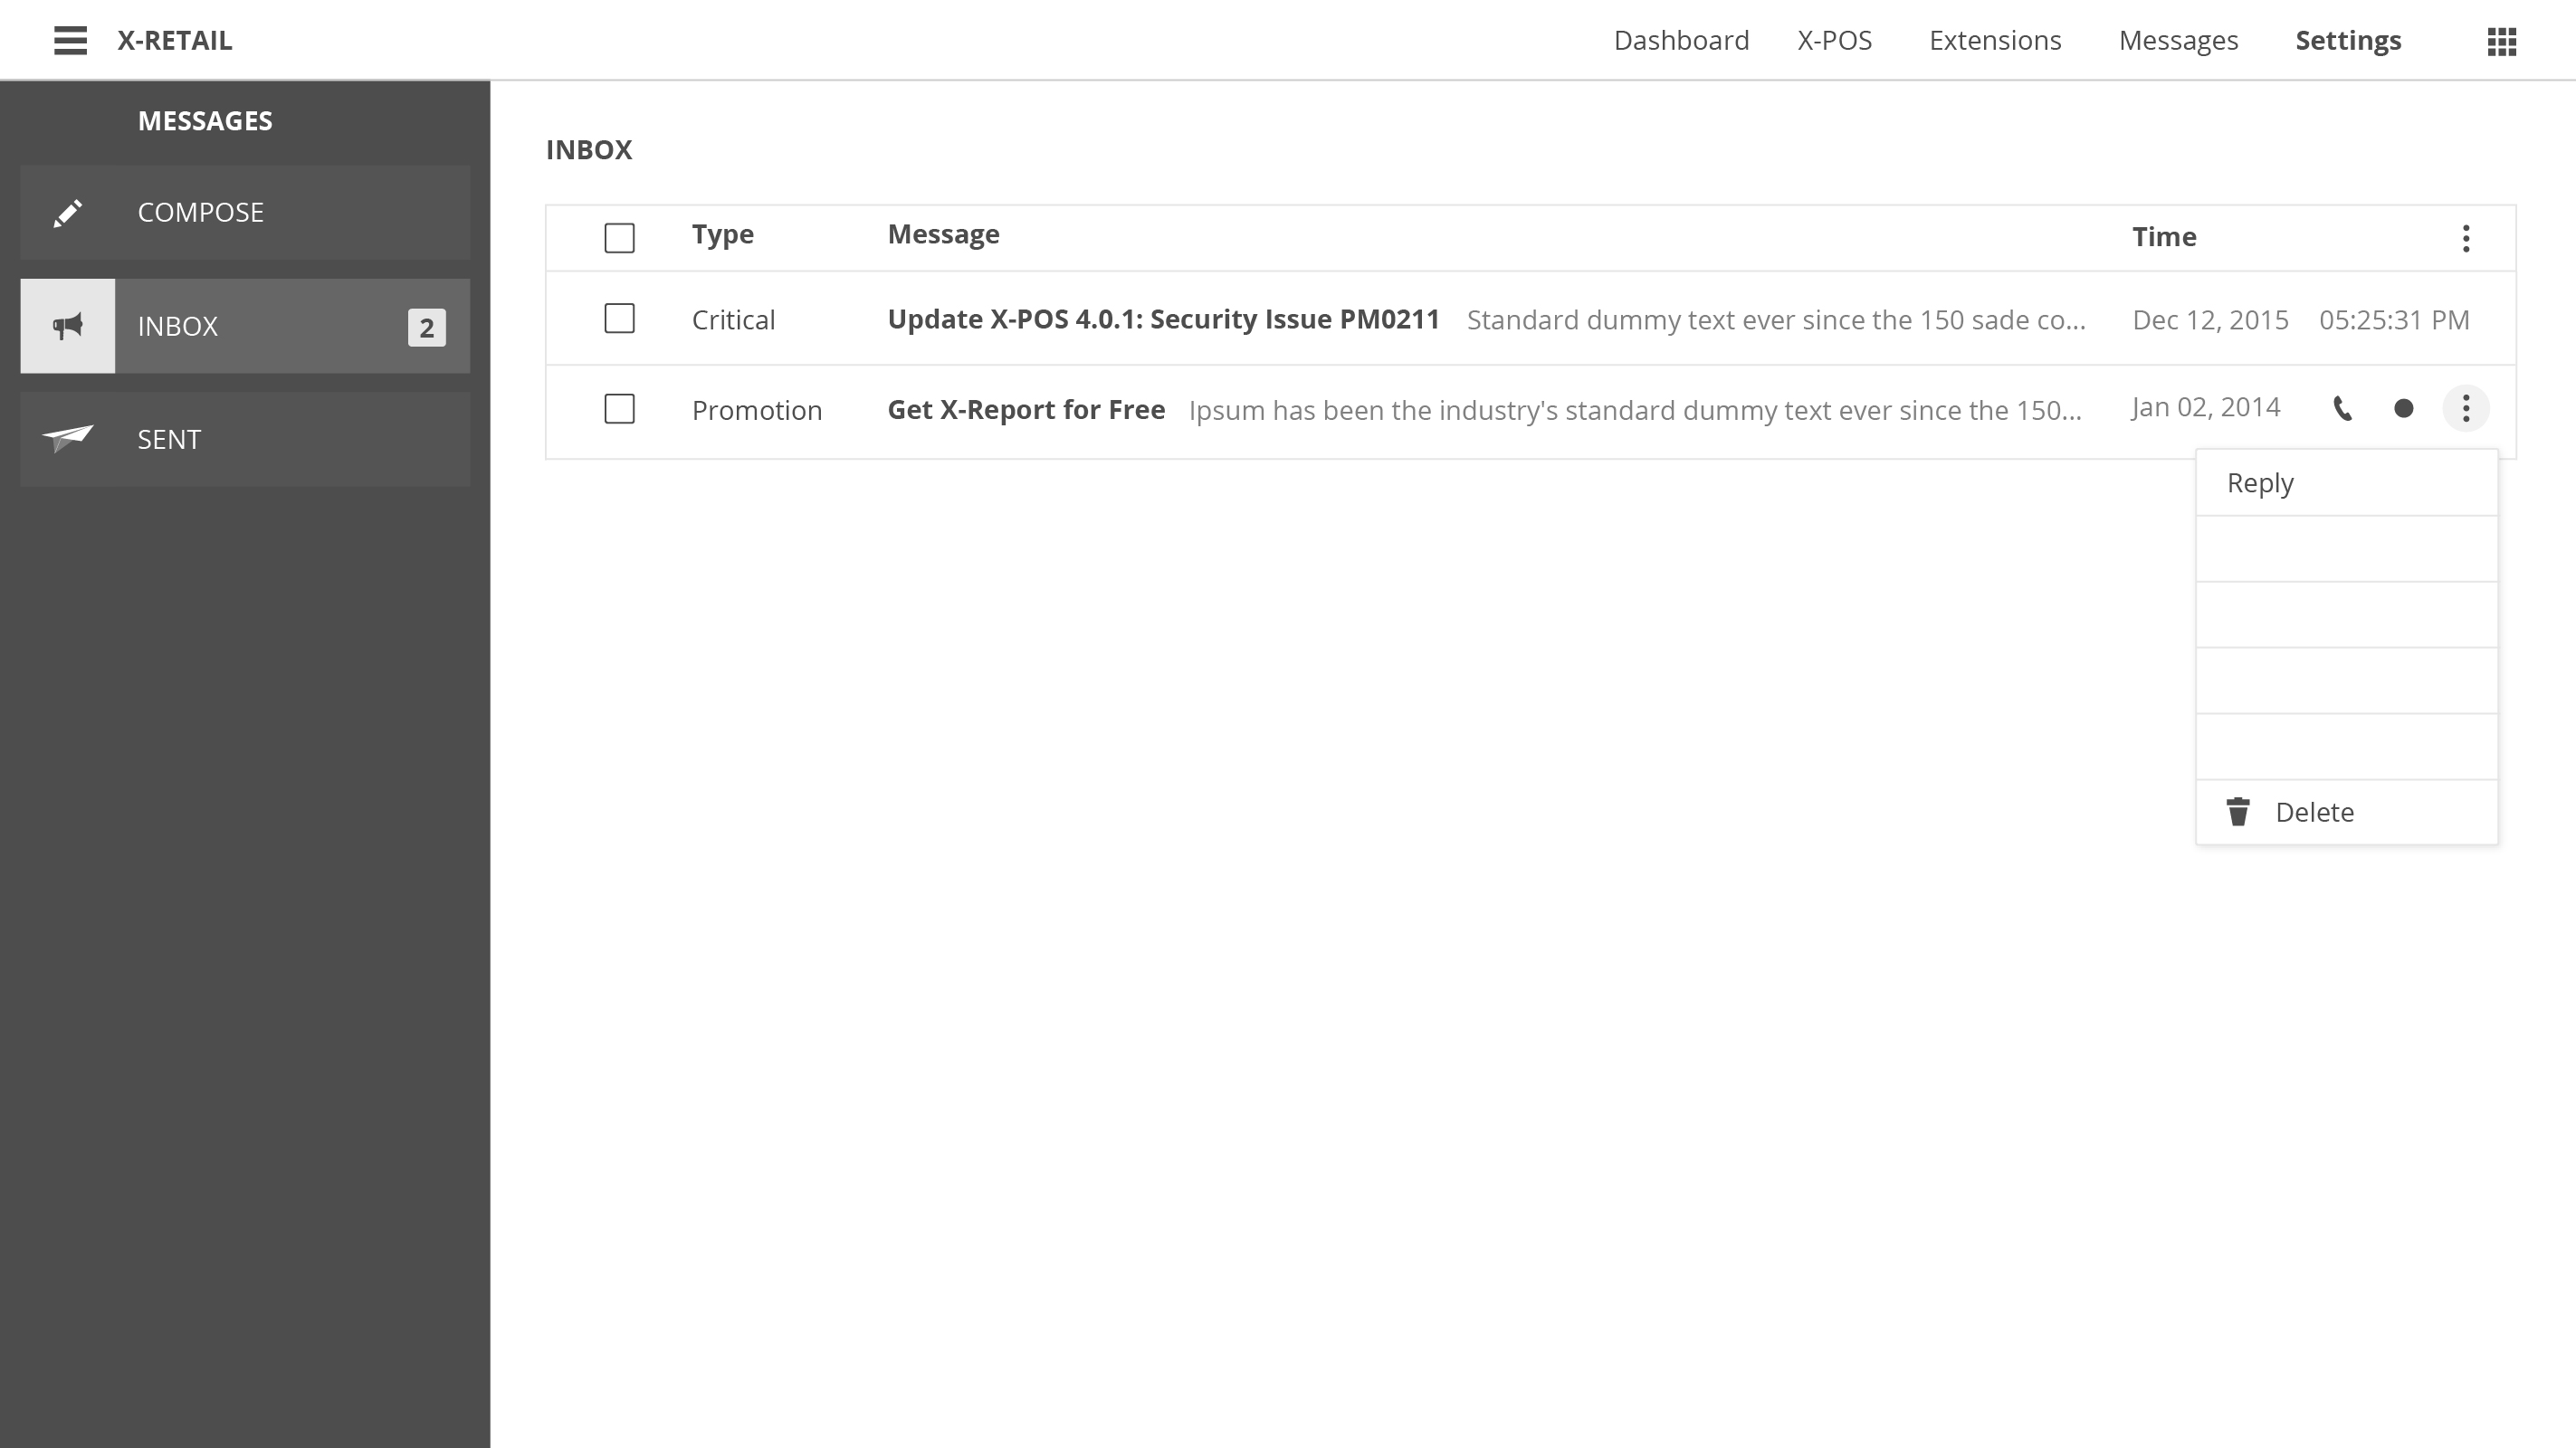 X-RETAIL Dashboard X-POS Extensions Messages Settings
MESSAGES
COMPOSE
INBOX 2
SENT
INBOX
Type Message Time
Critical Update X-POS 4.0.1: Security Issue PM0211 Standard dummy text ever since the 150 sade co... Dec 12, 2015 05:25:31 PM
Promotion Get X-Report for Free Ipsum has been the industry's standard dummy text ever since the 150... Jan 02, 2014
Reply
Delete